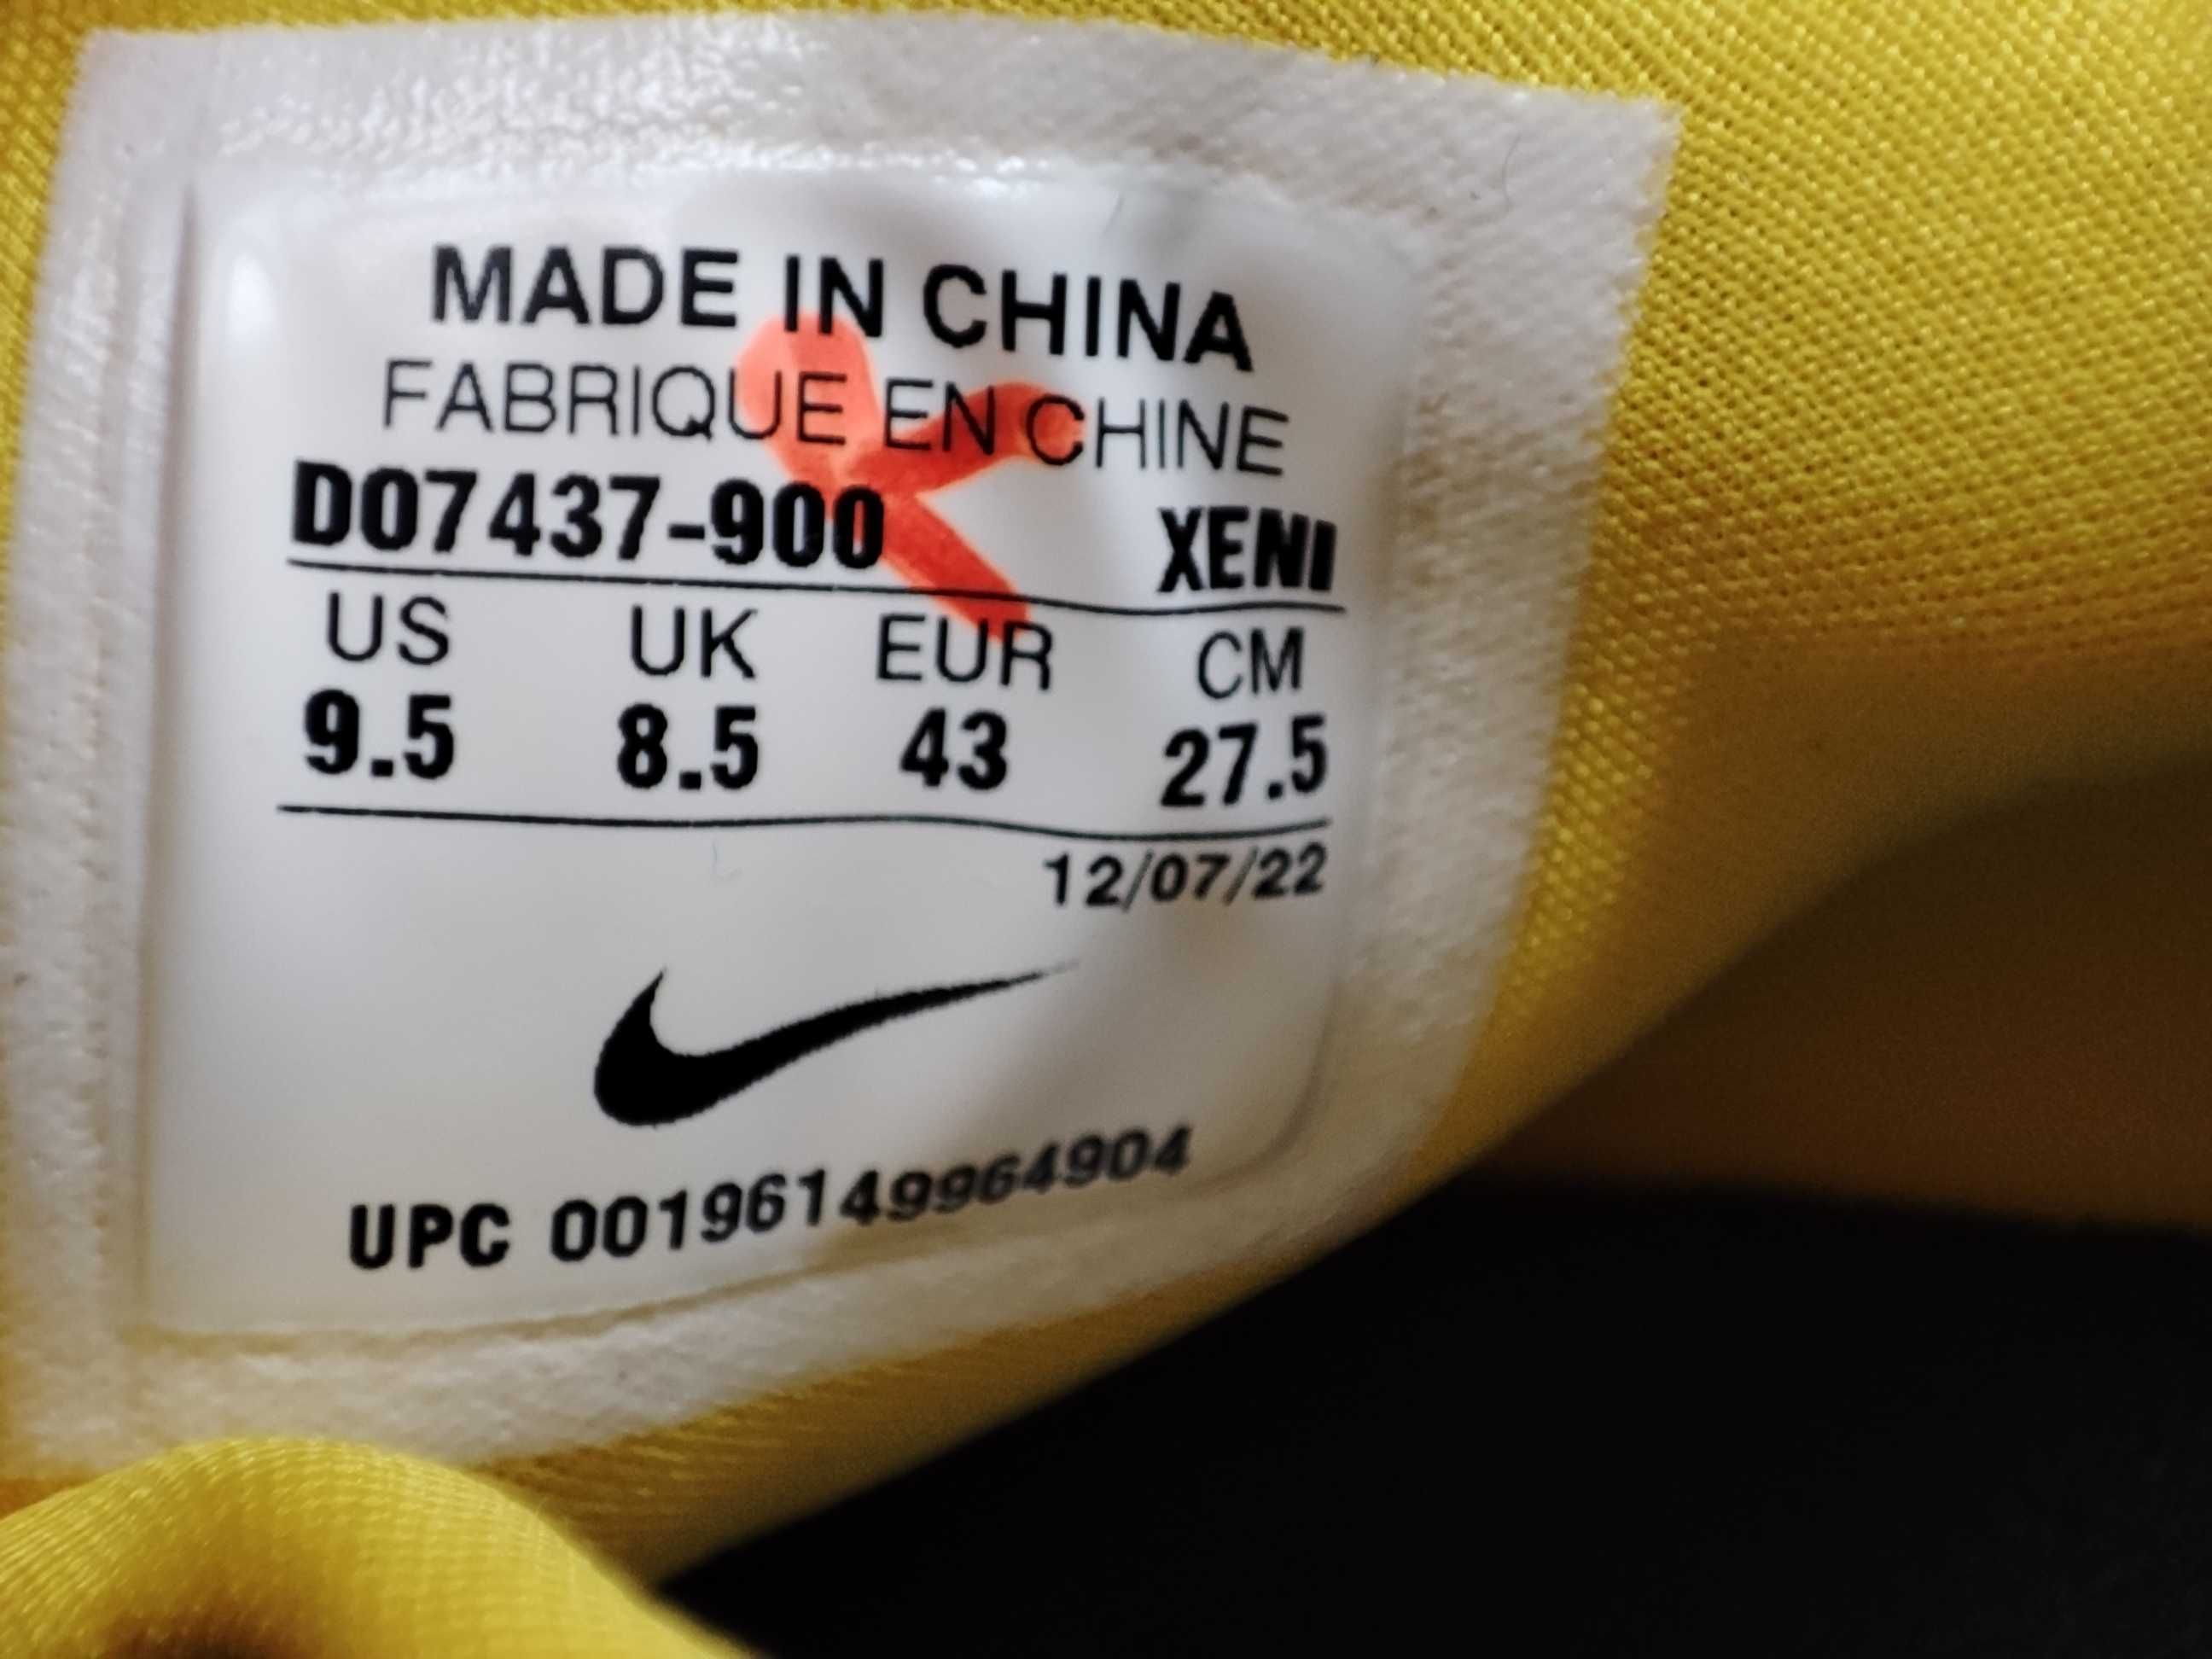 MADE IN CHINA
FABRIQUE EN CHINE
DO7437-900 XENI
US UK EUR CM
9.5 8.5 43 27.5
12/07/22
UPC 00196149964904